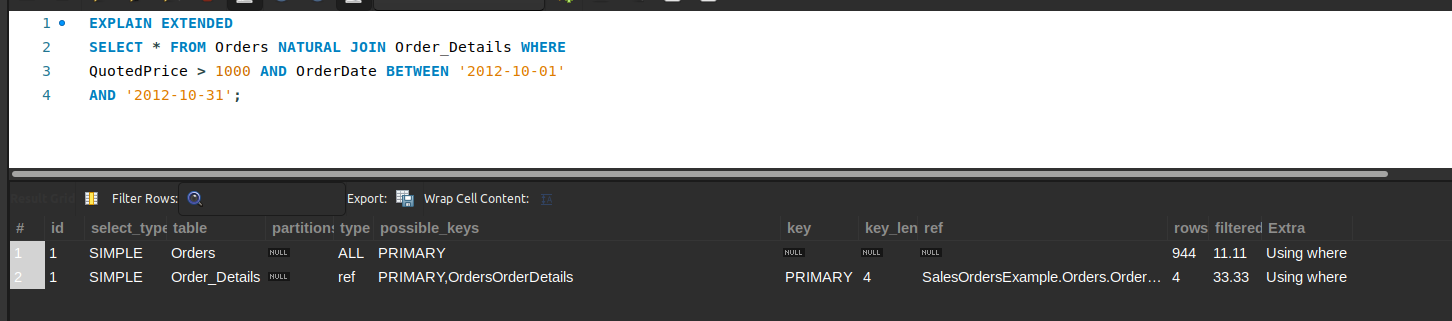 1 EXPLAIN EXTENDED
2 SELECT * FROM Orders NATURAL JOIN Order_Details WHERE
3 QuotedPrice > 1000 AND OrderDate BETWEEN '2012-10-01'
4 AND '2012-10-31';
Result Grid Filter Rows: Export: Wrap Cell Content: IA
# id select_type table partitions type possible_keys key key_len ref rows filtered Extra
1 1 SIMPLE Orders NULL ALL PRIMARY NULL NULL NULL 944 11.11 Using where
2 1 SIMPLE Order_Details NULL ref PRIMARY,OrdersOrderDetails PRIMARY 4 SalesOrdersExample.Orders.Order... 4 33.33 Using where